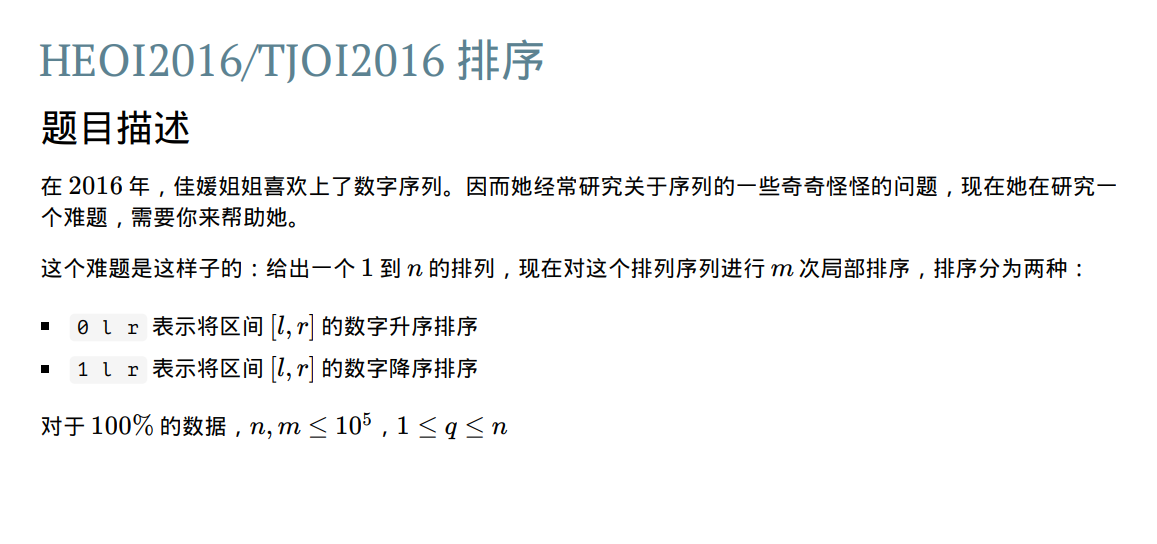 HEOI2016/TJOI2016 排序
题目描述
在 2016 年，佳媛姐姐喜欢上了数字序列。因而她经常研究关于序列的一些奇奇怪怪的问题，现在她在研究一
个难题，需要你来帮助她。
这个难题是这样子的：给出一个 1 到 n 的排列，现在对这个排列序列进行 m 次局部排序，排序分为两种：
▪ 0 l r 表示将区间 [l, r] 的数字升序排序
▪ 1 l r 表示将区间 [l, r] 的数字降序排序
对于 100% 的数据，n, m ≤ 10⁵，1 ≤ q ≤ n